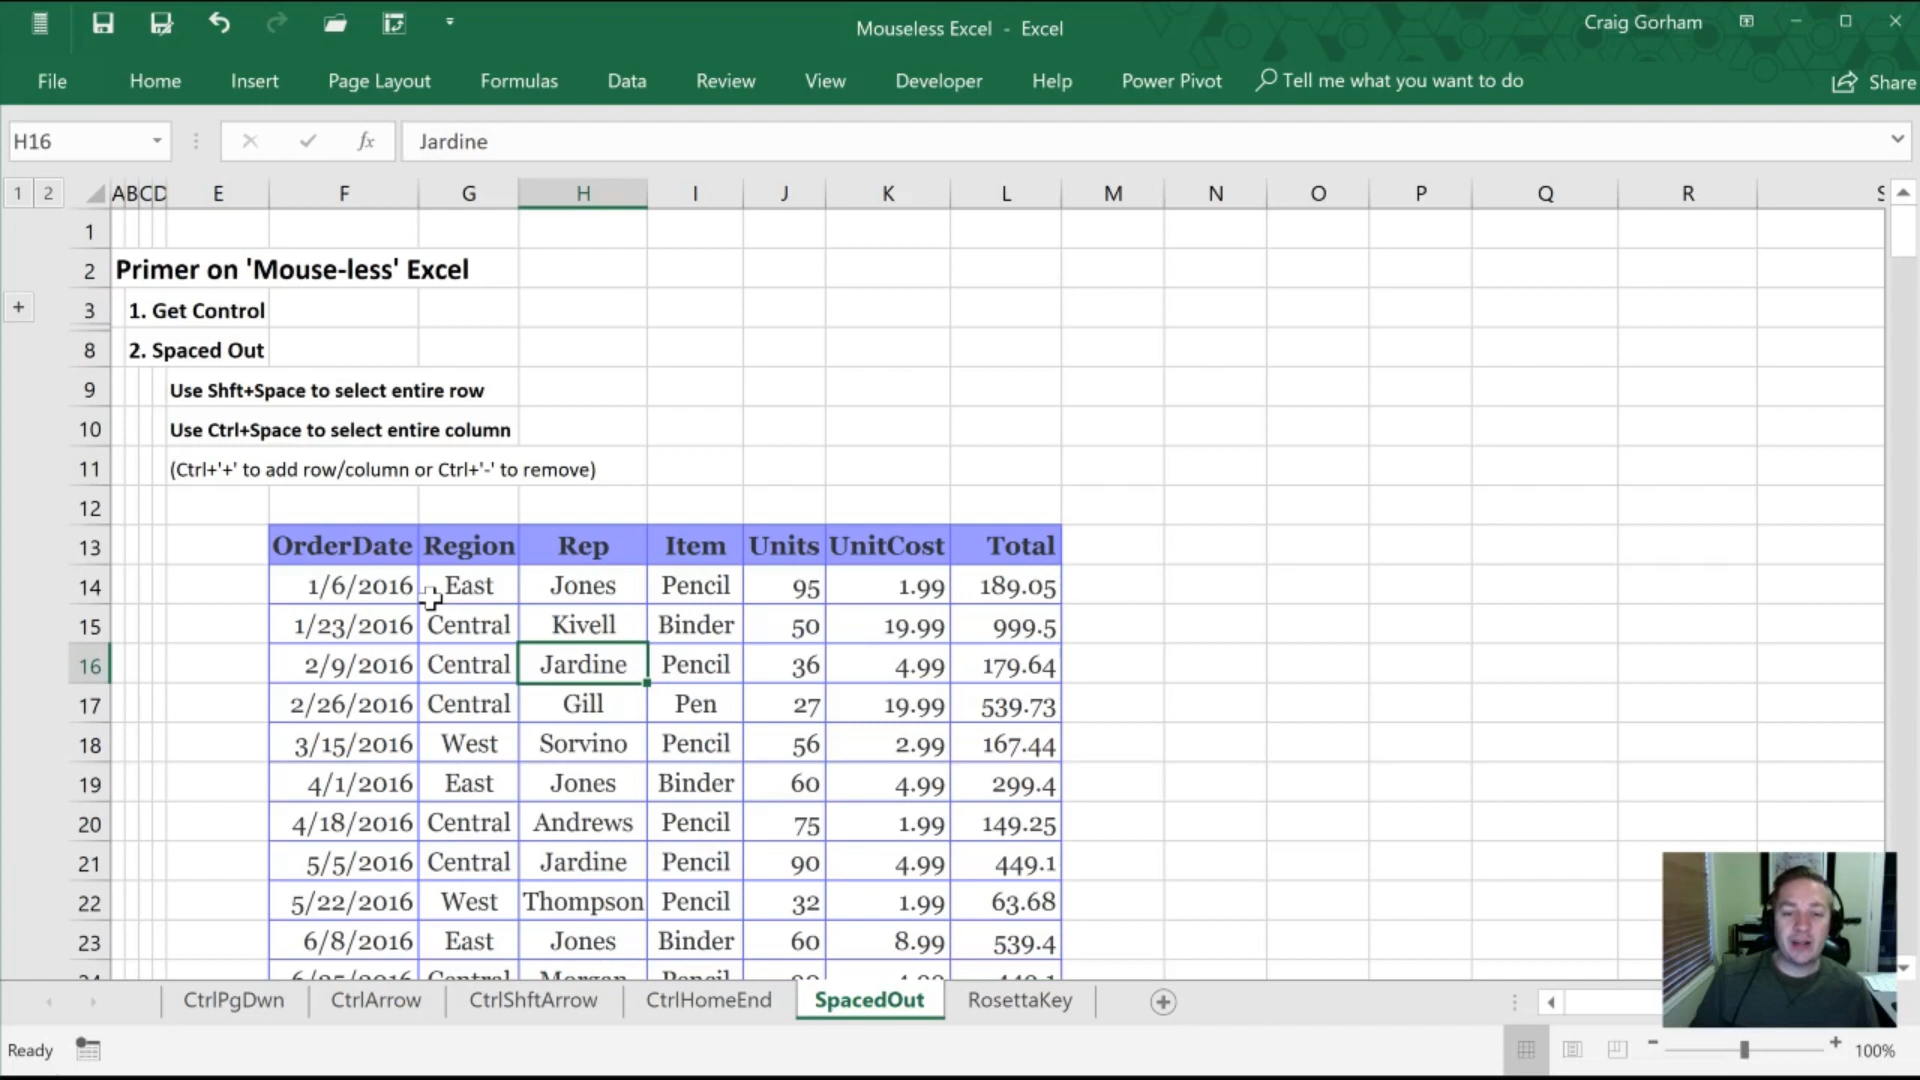 Mouseless Excel - Excel
Craig Gorham
File Home Insert Page Layout Formulas Data Review View Developer Help Power Pivot Tell me what you want to do Share
H16 fx Jardine
1 2 A B C D E F G H I J K L M N O P Q R S
1
2 Primer on 'Mouse-less' Excel
3 1. Get Control
8 2. Spaced Out
9 Use Shft+Space to select entire row
10 Use Ctrl+Space to select entire column
11 (Ctrl+'+' to add row/column or Ctrl+'-' to remove)
12
13 OrderDate Region Rep Item Units UnitCost Total
14 1/6/2016 East Jones Pencil 95 1.99 189.05
15 1/23/2016 Central Kivell Binder 50 19.99 999.5
16 2/9/2016 Central Jardine Pencil 36 4.99 179.64
17 2/26/2016 Central Gill Pen 27 19.99 539.73
18 3/15/2016 West Sorvino Pencil 56 2.99 167.44
19 4/1/2016 East Jones Binder 60 4.99 299.4
20 4/18/2016 Central Andrews Pencil 75 1.99 149.25
21 5/5/2016 Central Jardine Pencil 90 4.99 449.1
22 5/22/2016 West Thompson Pencil 32 1.99 63.68
23 6/8/2016 East Jones Binder 60 8.99 539.4
CtrlPgDwn CtrlArrow CtrlShftArrow CtrlHomeEnd SpacedOut RosettaKey
Ready 100%